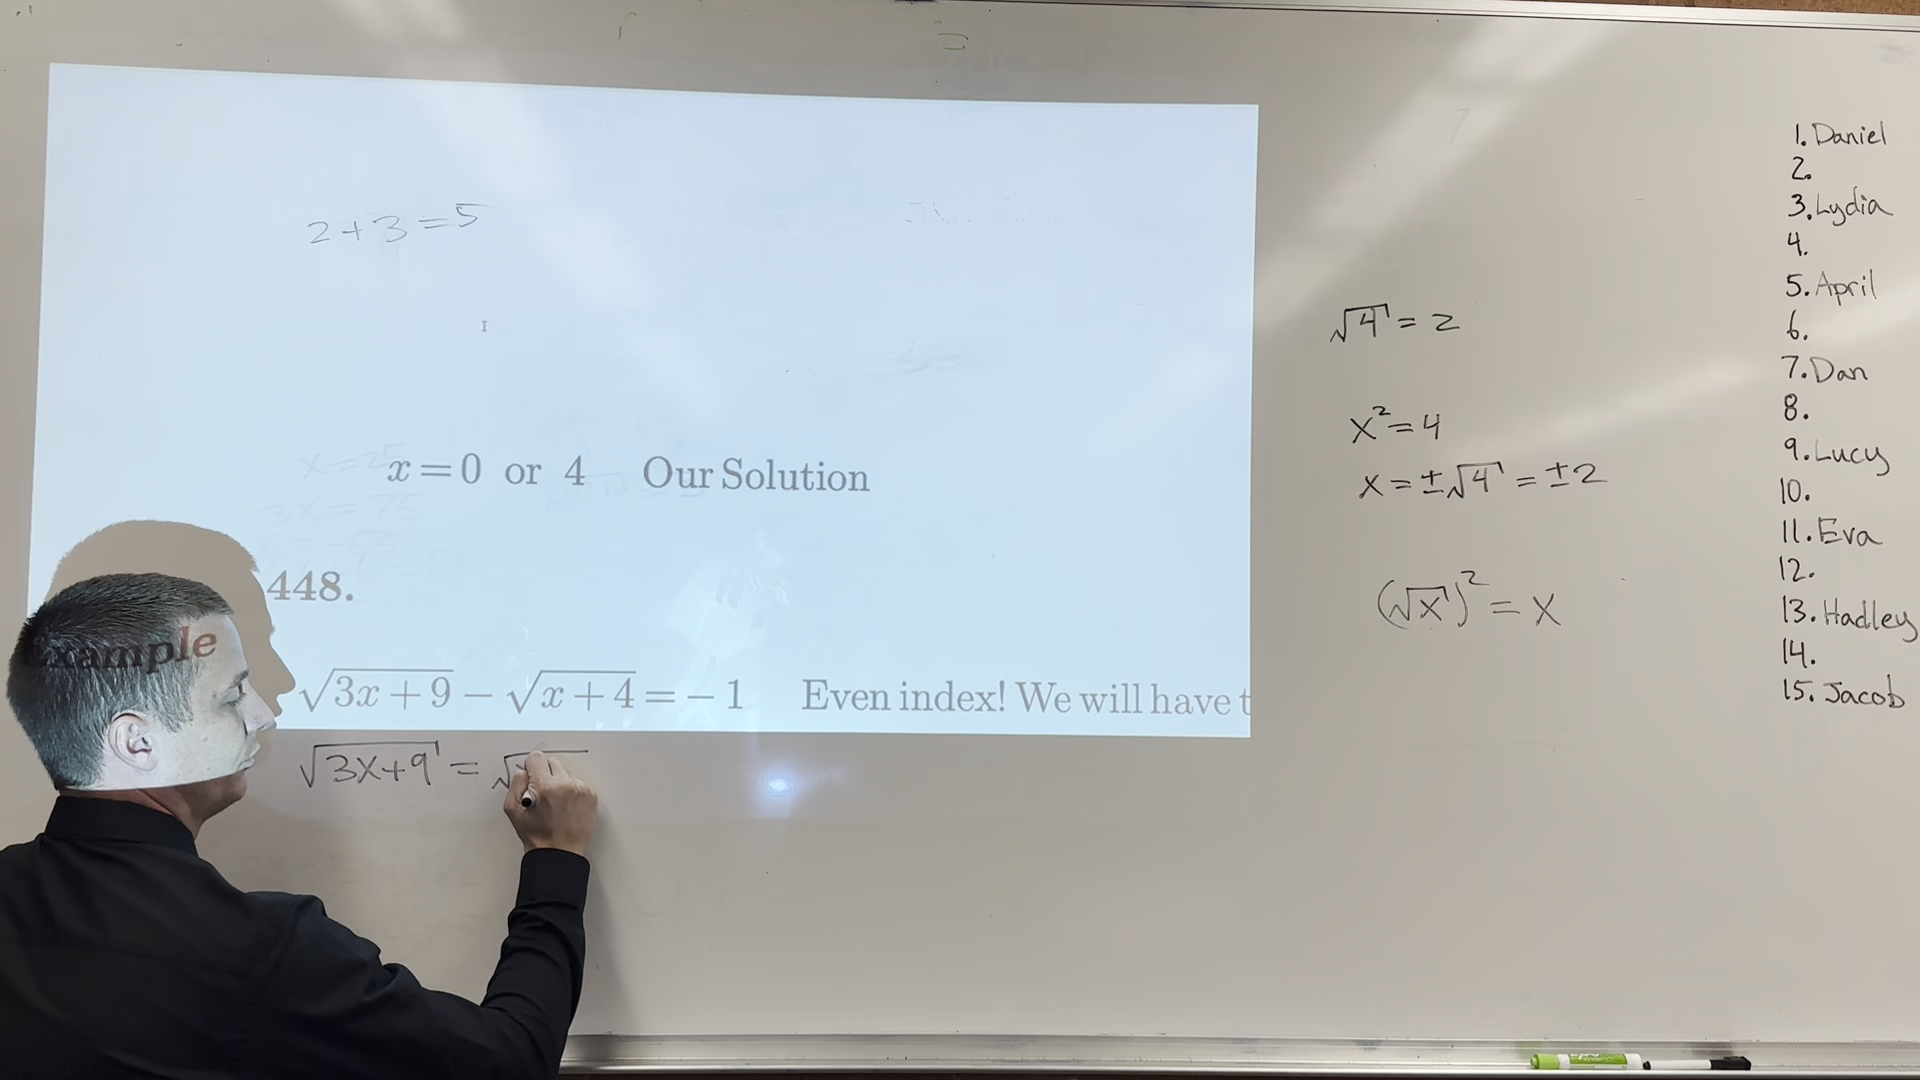 2+3=5
x=0 or 4 Our Solution
Example 448.
√(3x+9) − √(x+4) = −1 Even index! We will have t
√(3x+9) = √
√4 = 2
x² = 4
x = ±√4 = ±2
(√x)² = x
1. Daniel
2.
3. Lydia
4.
5. April
6.
7. Dan
8.
9. Lucy
10.
11. Eva
12.
13. Hadley
14.
15. Jacob